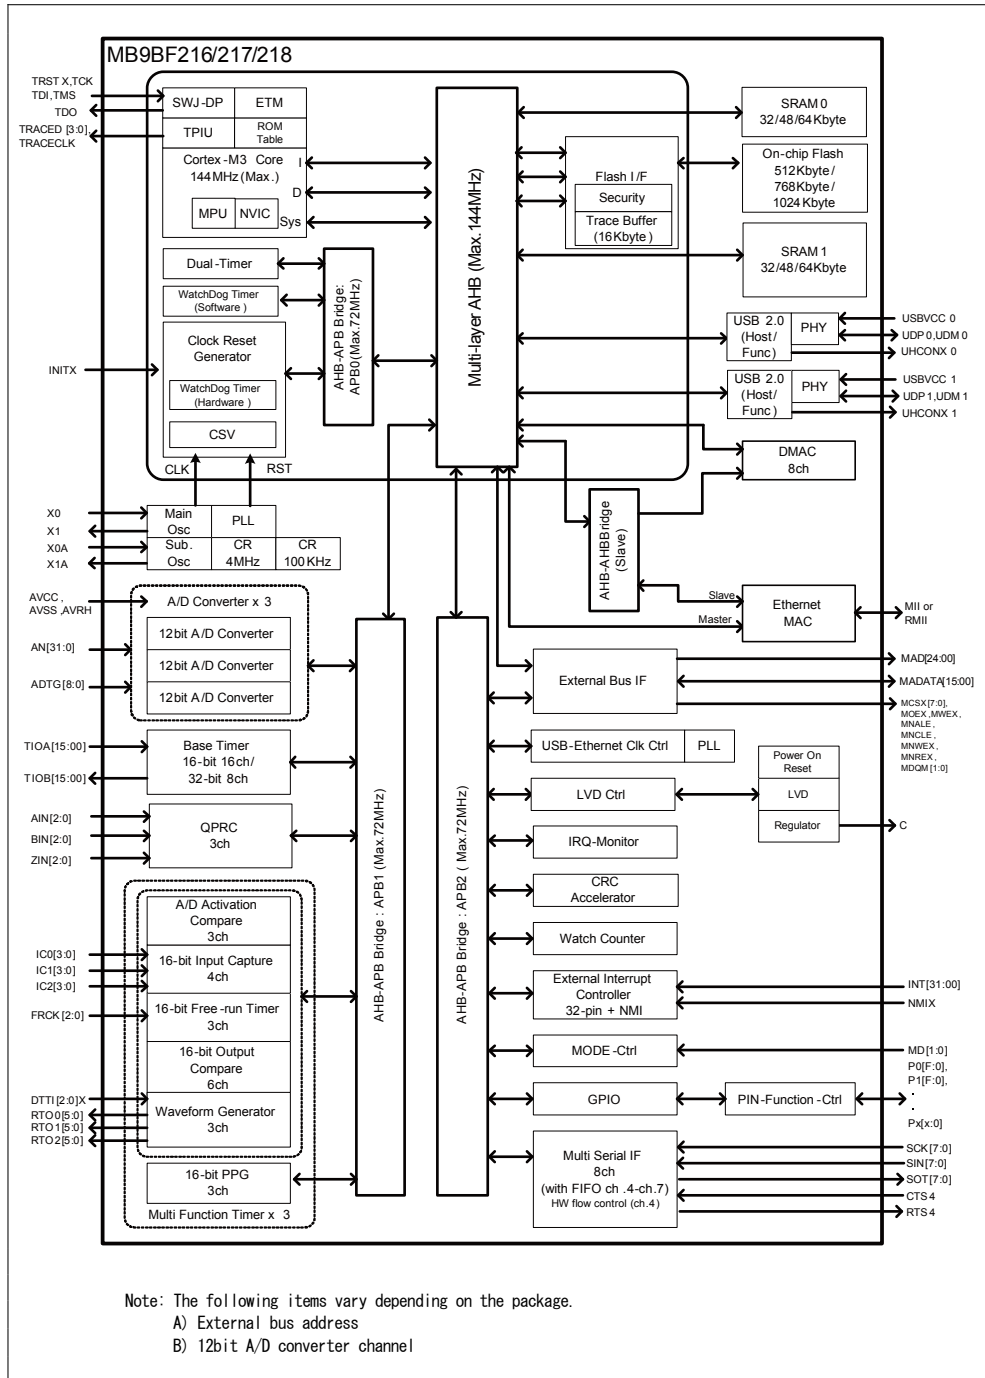 MB9BF216/217/218
TRSTX,TCK
TDI,TMS
TDO
TRACED [3:0],
TRACECLK
SWJ-DP
ETM
TPIU
ROM
Table
Cortex-M3 Core
144MHz(Max.)
I
D
Sys
MPU
NVIC
Dual-Timer
WatchDog Timer
(Software)
Clock Reset
Generator
WatchDog Timer
(Hardware)
CSV
INITX
CLK
RST
AHB-APB Bridge:
APB0(Max.72MHz)
Multi-layer AHB (Max.144MHz)
Flash I/F
Security
Trace Buffer
(16Kbyte)
SRAM0
32/48/64Kbyte
On-chip Flash
512Kbyte/
768Kbyte/
1024Kbyte
SRAM1
32/48/64Kbyte
USB 2.0
(Host/
Func)
PHY
USBVCC 0
UDP0,UDM0
UHCONX 0
USB 2.0
(Host/
Func)
PHY
USBVCC 1
UDP1,UDM1
UHCONX 1
DMAC
8ch
AHB-AHBBridge
(Slave)
Slave
Master
Ethernet
MAC
MII or
RMII
X0
X1
X0A
X1A
Main
Osc
PLL
Sub.
Osc
CR
4MHz
CR
100KHz
AVCC,
AVSS,AVRH
AN[31:0]
ADTG[8:0]
A/D Converter x 3
12bit A/D Converter
12bit A/D Converter
12bit A/D Converter
TIOA[15:00]
TIOB[15:00]
Base Timer
16-bit 16ch/
32-bit 8ch
AIN[2:0]
BIN[2:0]
ZIN[2:0]
QPRC
3ch
A/D Activation
Compare
3ch
IC0[3:0]
IC1[3:0]
IC2[3:0]
16-bit Input Capture
4ch
FRCK[2:0]
16-bit Free-run Timer
3ch
16-bit Output
Compare
6ch
DTTI[2:0]X
RTO0[5:0]
RTO1[5:0]
RTO2[5:0]
Waveform Generator
3ch
16-bit PPG
3ch
Multi Function Timer x 3
AHB-APB Bridge : APB1 (Max.72MHz)
AHB-APB Bridge : APB2 ( Max.72MHz)
External Bus IF
MAD[24:00]
MADATA[15:00]
MCSX[7:0],
MOEX,MWEX,
MNALE,
MNCLE,
MNWEX,
MNREX,
MDQM[1:0]
USB-Ethernet Clk Ctrl
PLL
LVD Ctrl
Power On
Reset
LVD
Regulator
C
IRQ-Monitor
CRC
Accelerator
Watch Counter
External Interrupt
Controller
32-pin + NMI
INT[31:00]
NMIX
MODE-Ctrl
MD[1:0]
GPIO
PIN-Function-Ctrl
P0[F:0],
P1[F:0],
.
.
Px[x:0]
Multi Serial IF
8ch
(with FIFO ch.4-ch.7)
HW flow control (ch.4)
SCK[7:0]
SIN[7:0]
SOT[7:0]
CTS4
RTS4
Note: The following items vary depending on the package.
A) External bus address
B) 12bit A/D converter channel